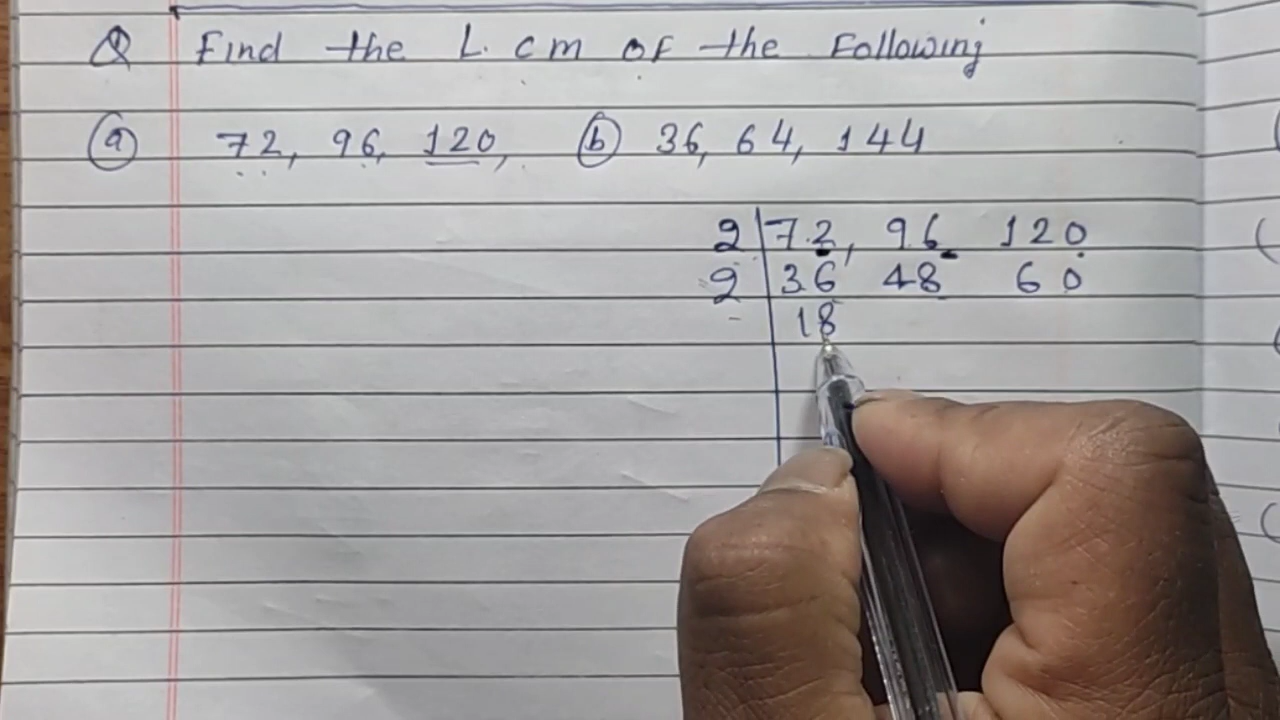 Q Find the L.cm of the Following
(a) 72, 96, 120, (b) 36, 64, 144
2 72, 96 120
2 36 48 60
18